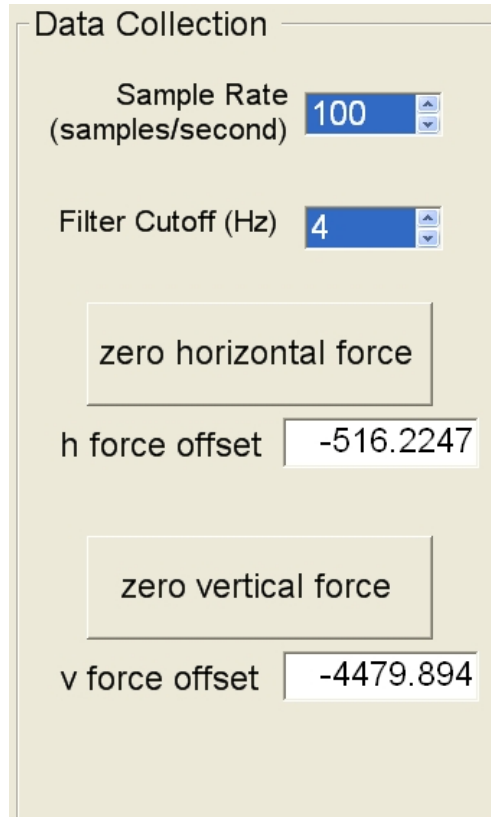 Data Collection
Sample Rate
(samples/second)
100
Filter Cutoff (Hz)
4
zero horizontal force
h force offset
-516.2247
zero vertical force
v force offset
-4479.894